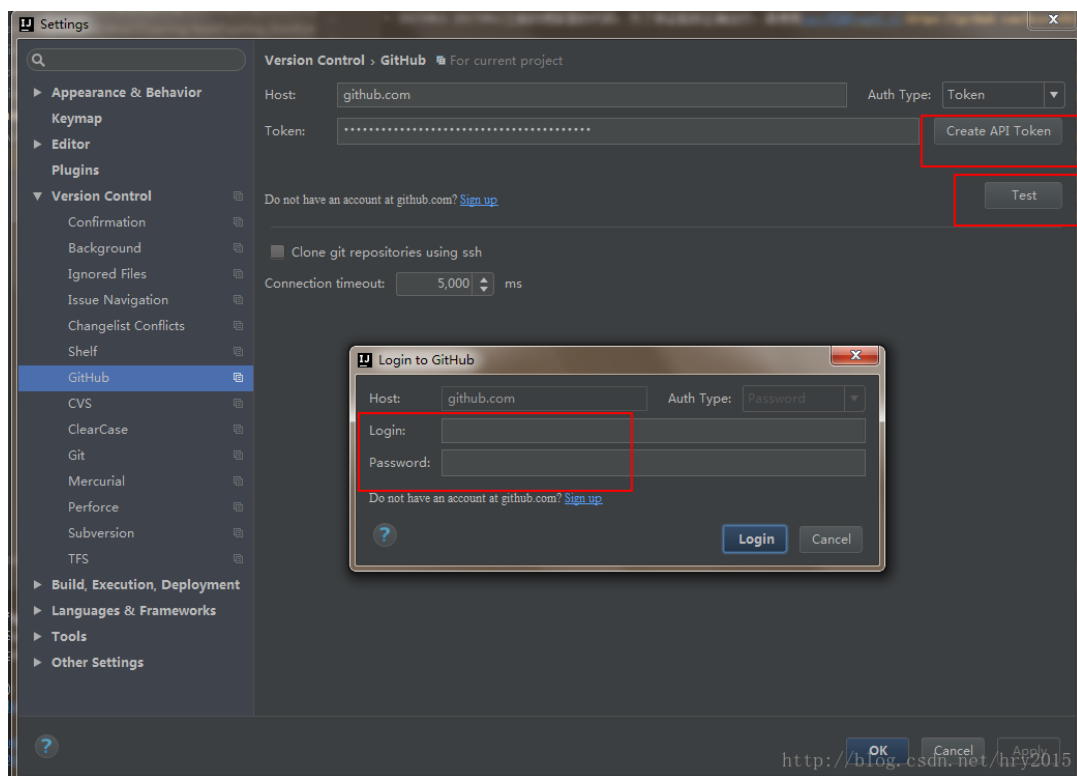 Settings
Version Control › GitHub For current project
Host: github.com Auth Type: Token
Token: •••••••••••••••••••••••••••••••••••••••• Create API Token
Do not have an account at github.com? Sign up Test
Clone git repositories using ssh
Connection timeout: 5,000 ms
Appearance & Behavior
Keymap
Editor
Plugins
Version Control
Confirmation
Background
Ignored Files
Issue Navigation
Changelist Conflicts
Shelf
GitHub
CVS
ClearCase
Git
Mercurial
Perforce
Subversion
TFS
Build, Execution, Deployment
Languages & Frameworks
Tools
Other Settings
Login to GitHub
Host: github.com Auth Type: Password
Login:
Password:
Do not have an account at github.com? Sign up
? Login Cancel
? OK Cancel Apply
http://blog.csdn.net/hry2015